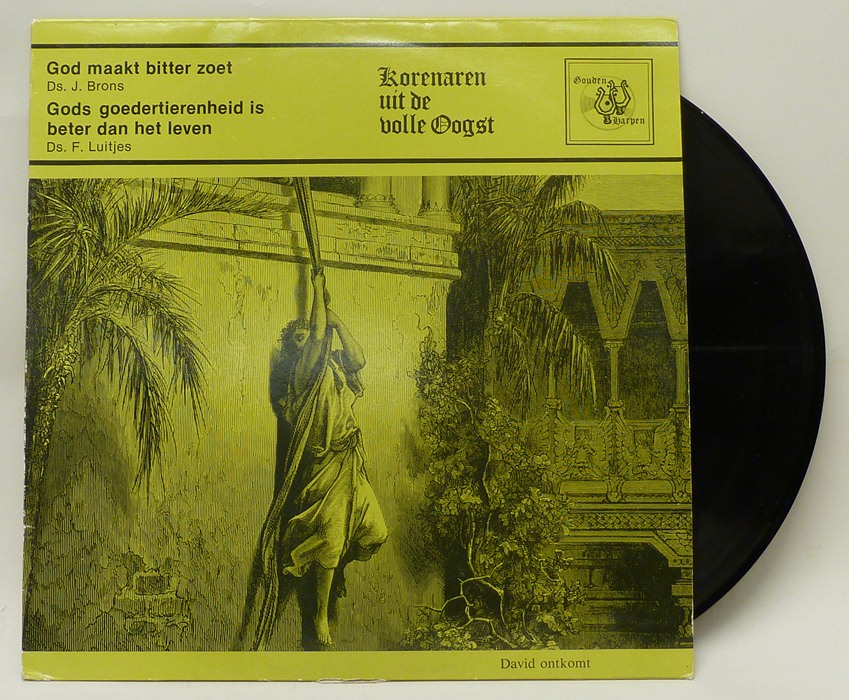 God maakt bitter zoet
Ds. J. Brons
Gods goedertierenheid is
beter dan het leven
Ds. F. Luitjes
Korenaren
uit de
volle Oogst
Gouden
Harpen
David ontkomt